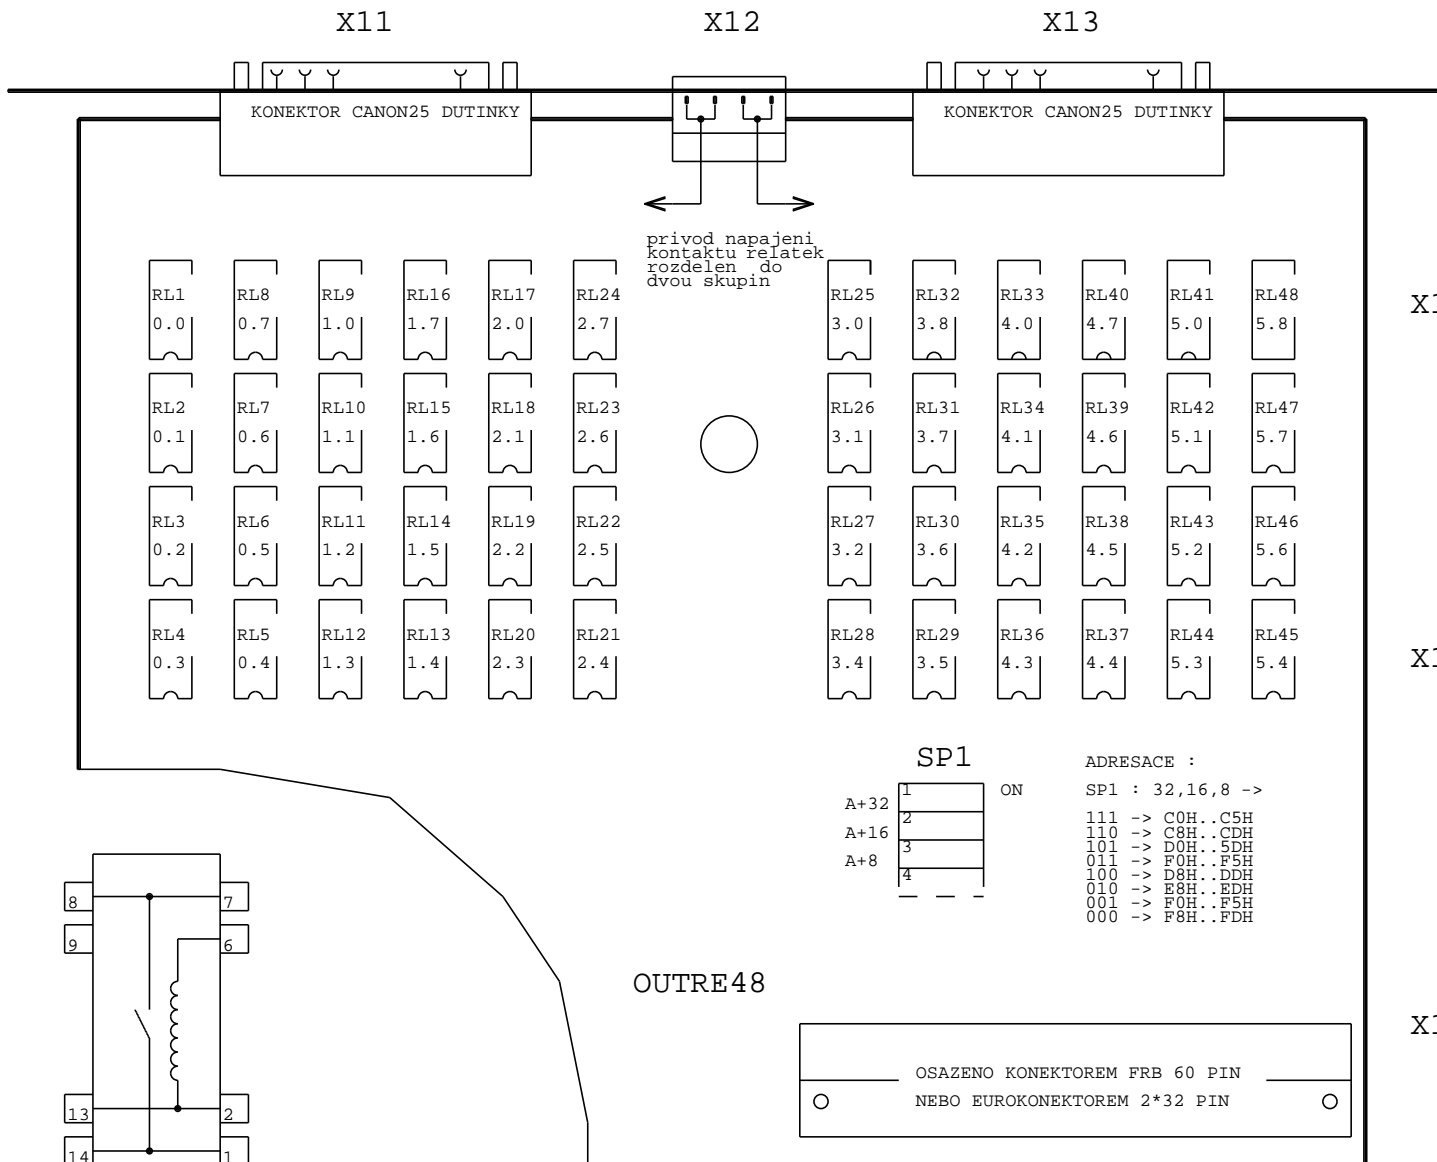 X11 X12 X13
KONEKTOR CANON25 DUTINKY KONEKTOR CANON25 DUTINKY
privod napajeni
kontaktu relatek
rozdelen do
dvou skupin
RL1 RL8 RL9 RL16 RL17 RL24 RL25 RL32 RL33 RL40 RL41 RL48
0.0 0.7 1.0 1.7 2.0 2.7 3.0 3.8 4.0 4.7 5.0 5.8
RL2 RL7 RL10 RL15 RL18 RL23 RL26 RL31 RL34 RL39 RL42 RL47
0.1 0.6 1.1 1.6 2.1 2.6 3.1 3.7 4.1 4.6 5.1 5.7
RL3 RL6 RL11 RL14 RL19 RL22 RL27 RL30 RL35 RL38 RL43 RL46
0.2 0.5 1.2 1.5 2.2 2.5 3.2 3.6 4.2 4.5 5.2 5.6
RL4 RL5 RL12 RL13 RL20 RL21 RL28 RL29 RL36 RL37 RL44 RL45
0.3 0.4 1.3 1.4 2.3 2.4 3.4 3.5 4.3 4.4 5.3 5.4
SP1
1 ON
A+32
2
A+16
3
A+8
4
ADRESACE :
SP1 : 32,16,8 ->
111 -> C0H..C5H
110 -> C8H..CDH
101 -> D0H..5DH
011 -> F0H..F5H
100 -> D8H..DDH
010 -> E8H..EDH
001 -> F0H..F5H
000 -> F8H..FDH
8 7
9 6
13 2
14 1
OUTRE48
OSAZENO KONEKTOREM FRB 60 PIN
NEBO EUROKONEKTOREM 2*32 PIN